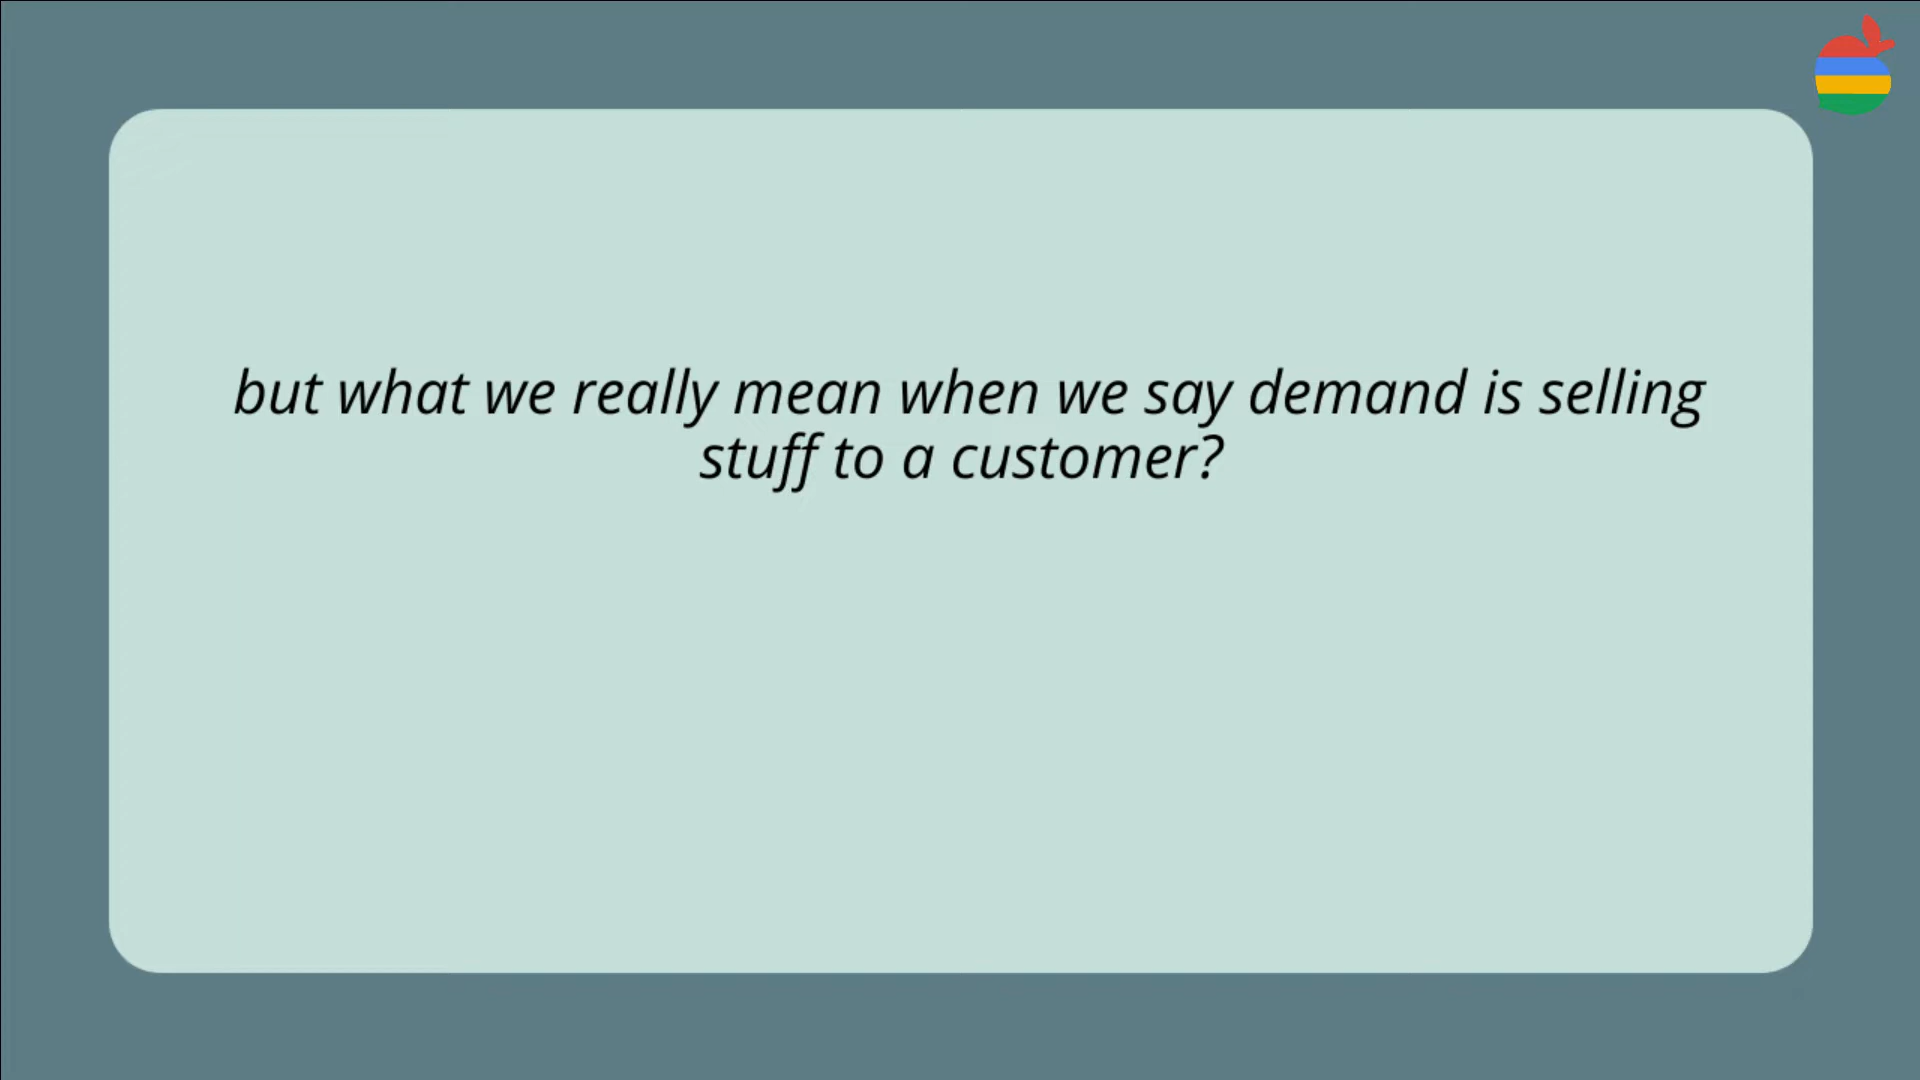 but what we really mean when we say demand is selling
stuff to a customer?